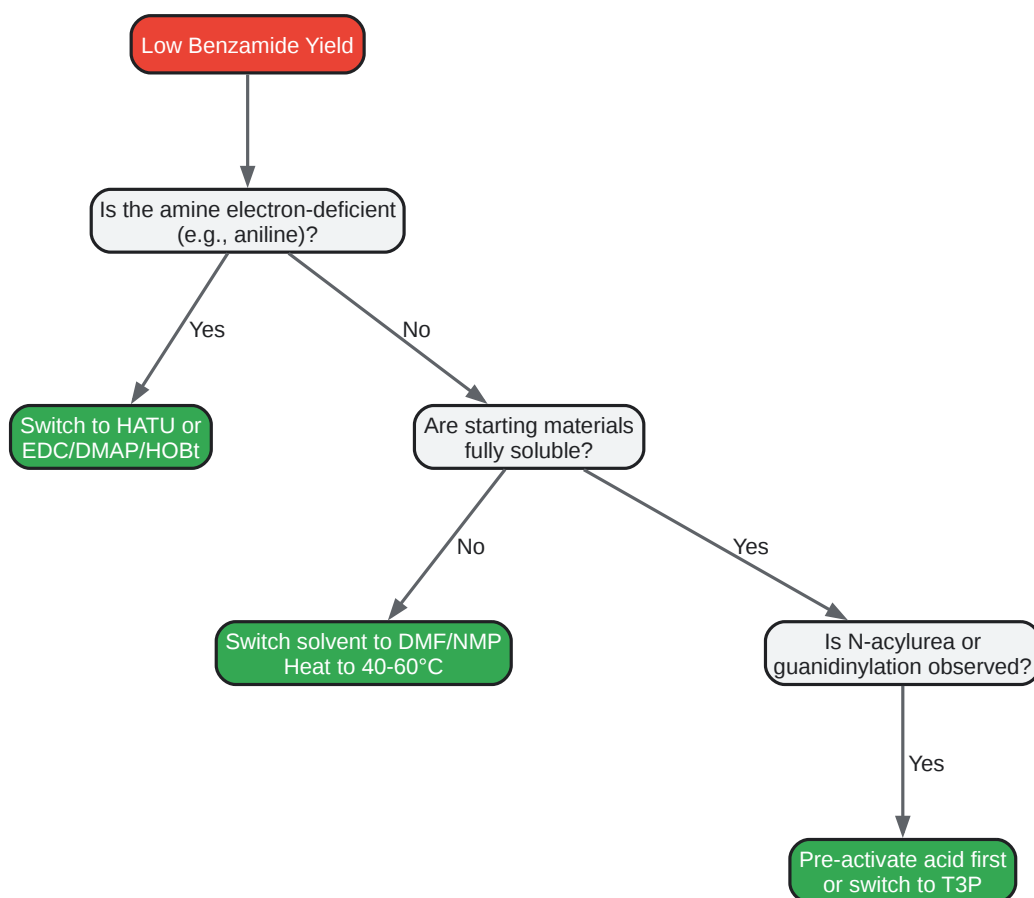 Low Benzamide Yield
Is the amine electron-deficient
(e.g., aniline)?
Yes
No
Switch to HATU or
EDC/DMAP/HOBt
Are starting materials
fully soluble?
No
Yes
Switch solvent to DMF/NMP
Heat to 40-60°C
Is N-acylurea or
guanidinylation observed?
Yes
Pre-activate acid first
or switch to T3P